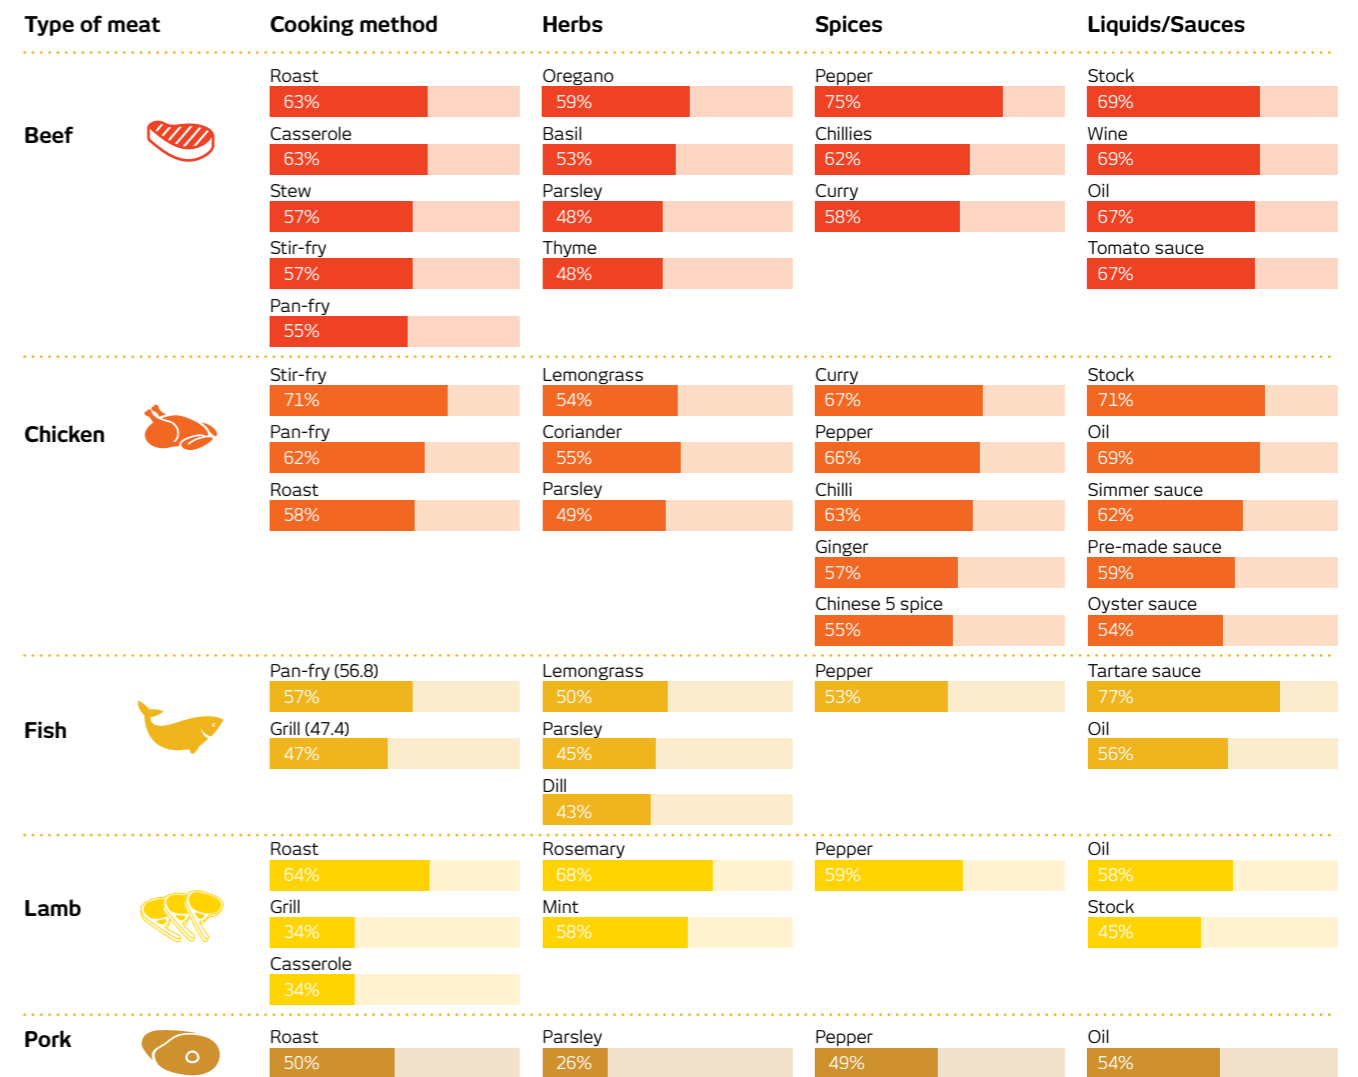 Type of meat Cooking method Herbs Spices Liquids/Sauces
Roast Oregano Pepper Stock
63% 59% 75% 69%
Beef
Casserole Basil Chillies Wine
63% 53% 62% 69%
Stew Parsley Curry Oil
57% 48% 58% 67%
Stir-fry Thyme Tomato sauce
57% 48% 67%
Pan-fry
55%
Stir-fry Lemongrass Curry Stock
71% 54% 67% 71%
Chicken
Pan-fry Coriander Pepper Oil
62% 55% 66% 69%
Roast Parsley Chilli Simmer sauce
58% 49% 63% 62%
Ginger Pre-made sauce
57% 59%
Chinese 5 spice Oyster sauce
55% 54%
Pan-fry (56.8) Lemongrass Pepper Tartare sauce
57% 50% 53% 77%
Fish
Grill (47.4) Parsley Oil
47% 45% 56%
Dill
43%
Roast Rosemary Pepper Oil
64% 68% 59% 58%
Lamb
Grill Mint Stock
34% 58% 45%
Casserole
34%
Pork
Roast Parsley Pepper Oil
50% 26% 49% 54%